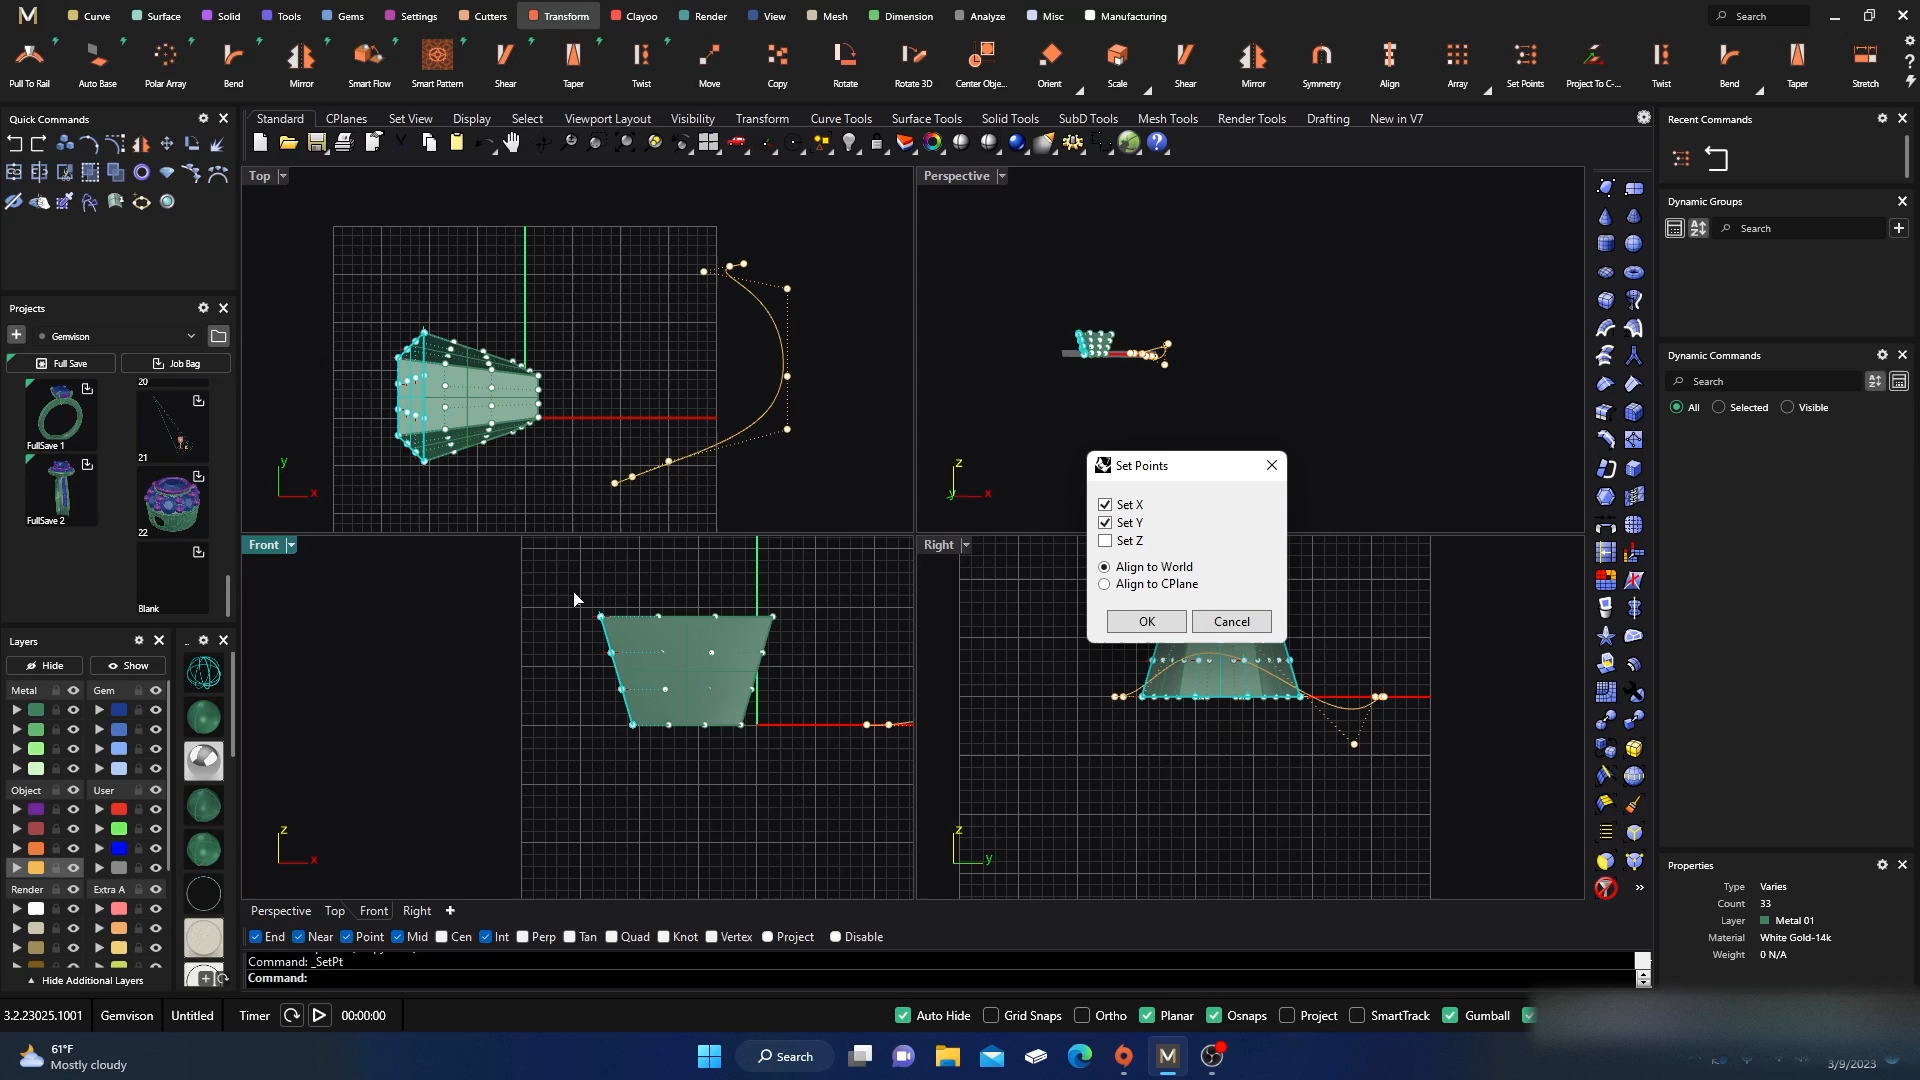 Curve Surface Solid Tools Gems Settings Cutters Transform Clayoo Render View Mesh Dimension Analyze Misc Manufacturing Search
Pull To Rail Auto Base Polar Array Bend Mirror Smart Flow Smart Pattern Shear Taper Twist Move Copy Rotate Rotate 3D Center Obje... Orient Scale Shear Mirror Symmetry Align Array Set Points Project To C-... Twist Bend Taper Stretch
Quick Commands
Standard CPlanes Set View Display Select Viewport Layout Visibility Transform Curve Tools Surface Tools Solid Tools SubD Tools Mesh Tools Render Tools Drafting New in V7
Recent Commands
Top
Perspective
Dynamic Groups
Search
Projects
Gemvison
Full Save Job Bag
20
FullSave 1
21
FullSave 2
22
Blank
Dynamic Commands
Search
All Selected Visible
y
x
z
y
x
Set Points
Set X
Set Y
Set Z
Align to World
Align to CPlane
OK Cancel
Front
Right
z
x
z
y
Layers
Hide Show
Metal Gem
Object User
Render Extra A
Hide Additional Layers
Properties
Type Varies
Count 33
Layer Metal 01
Material White Gold-14k
Weight 0 N/A
Perspective Top Front Right
End Near Point Mid Cen Int Perp Tan Quad Knot Vertex Project Disable
Command: _SetPt
Command:
3.2.23025.1001 Gemvison Untitled Timer 00:00:00 Auto Hide Grid Snaps Ortho Planar Osnaps Project SmartTrack Gumball
61°F
Mostly cloudy
Search
3/9/2023